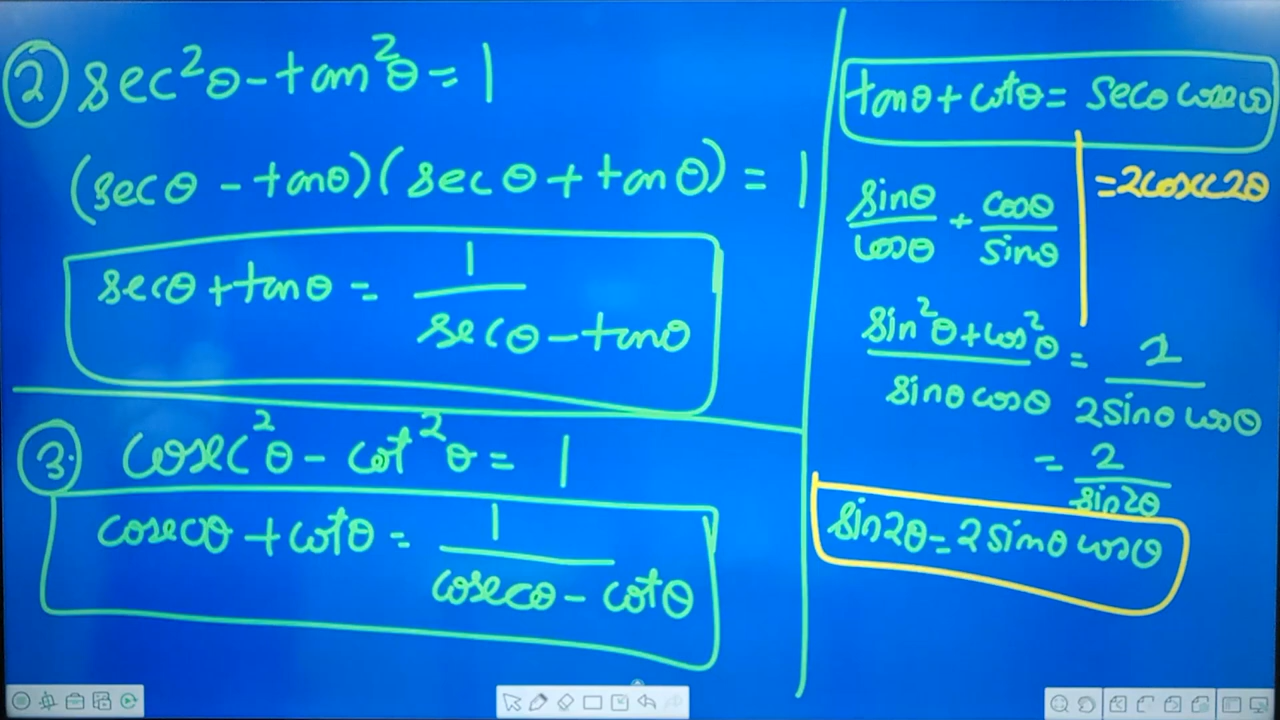 ② sec²θ - tan²θ = 1
(secθ - tanθ)(secθ + tanθ) = 1
secθ + tanθ = 1/(secθ - tanθ)
③ cosec²θ - cot²θ = 1
cosecθ + cotθ = 1/(cosecθ - cotθ)
tanθ + cotθ = secθ cosecθ
= 2cosec2θ
sinθ/cosθ + cosθ/sinθ
(sin²θ + cos²θ)/(sinθ cosθ) = 2/(2sinθ cosθ)
= 2/sin2θ
sin2θ = 2sinθ cosθ